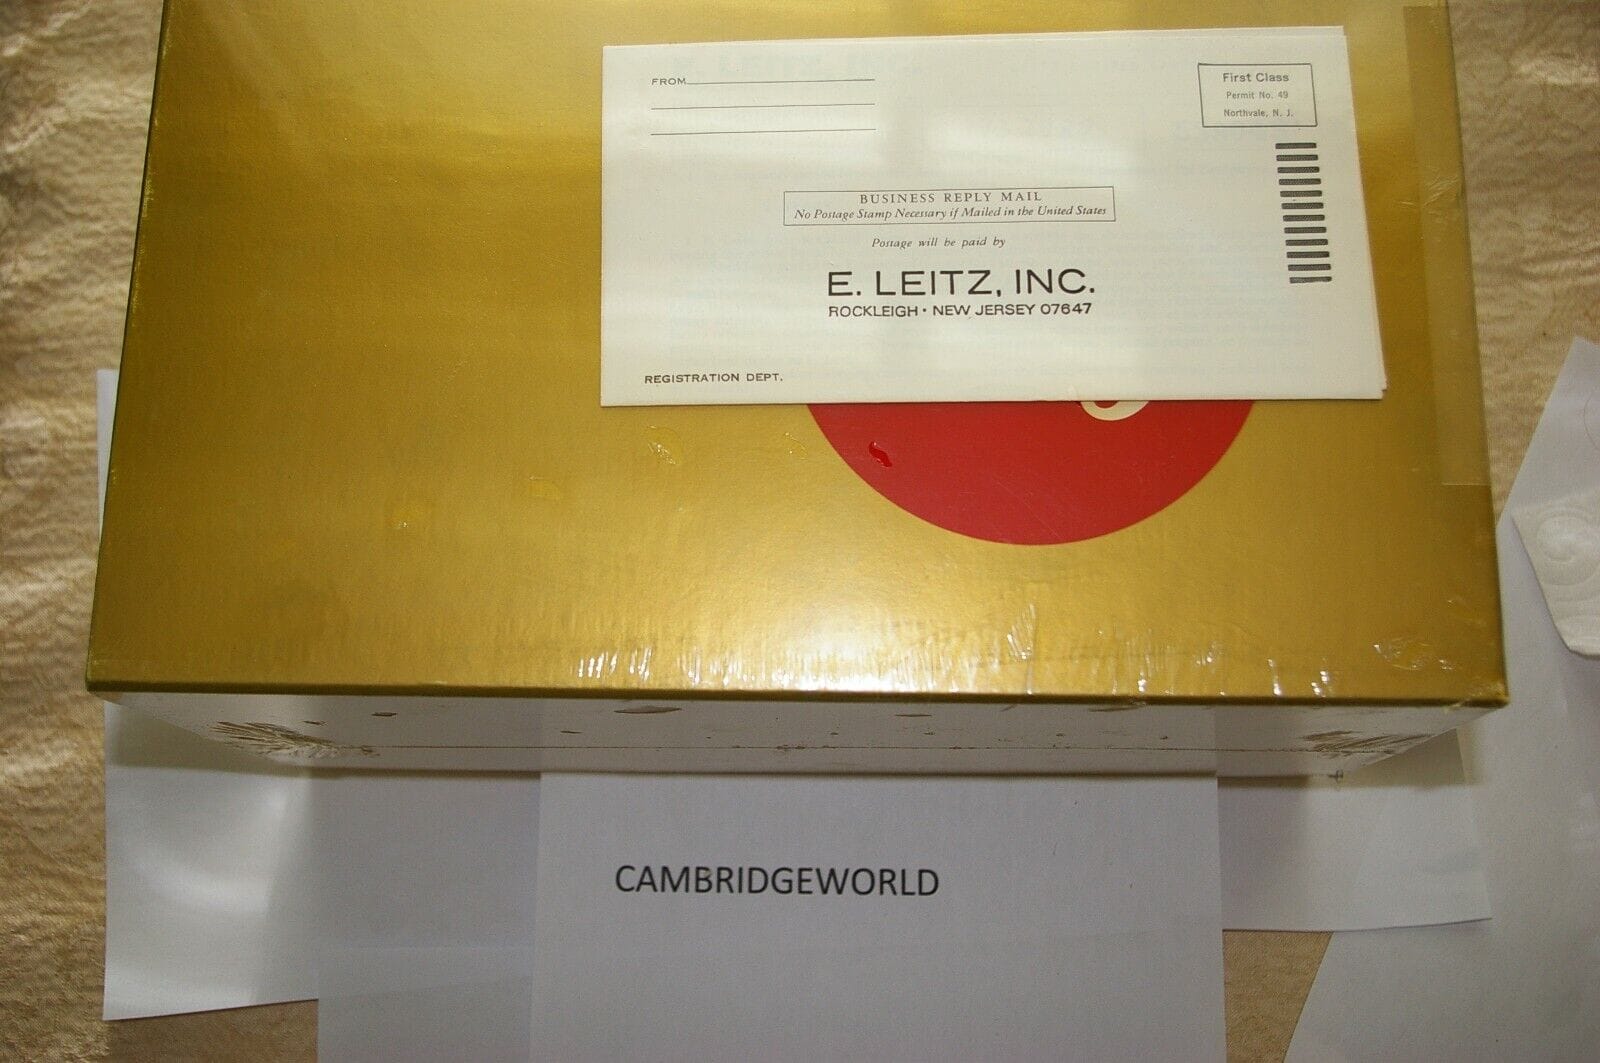 FROM
First Class
Permit No. 49
Northvale, N. J.
BUSINESS REPLY MAIL
No Postage Stamp Necessary if Mailed in the United States
Postage will be paid by
E. LEITZ, INC.
ROCKLEIGH • NEW JERSEY 07647
REGISTRATION DEPT.
CAMBRIDGEWORLD